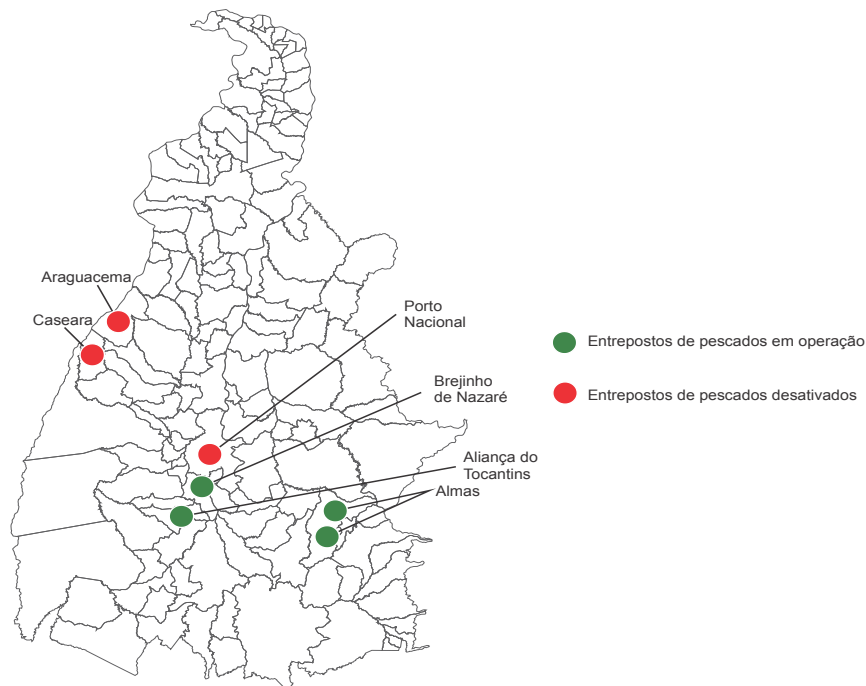 Araguacema
Caseara
Porto
Nacional
Brejinho
de Nazaré
Aliança do
Tocantins
Almas
Entrepostos de pescados em operação
Entrepostos de pescados desativados